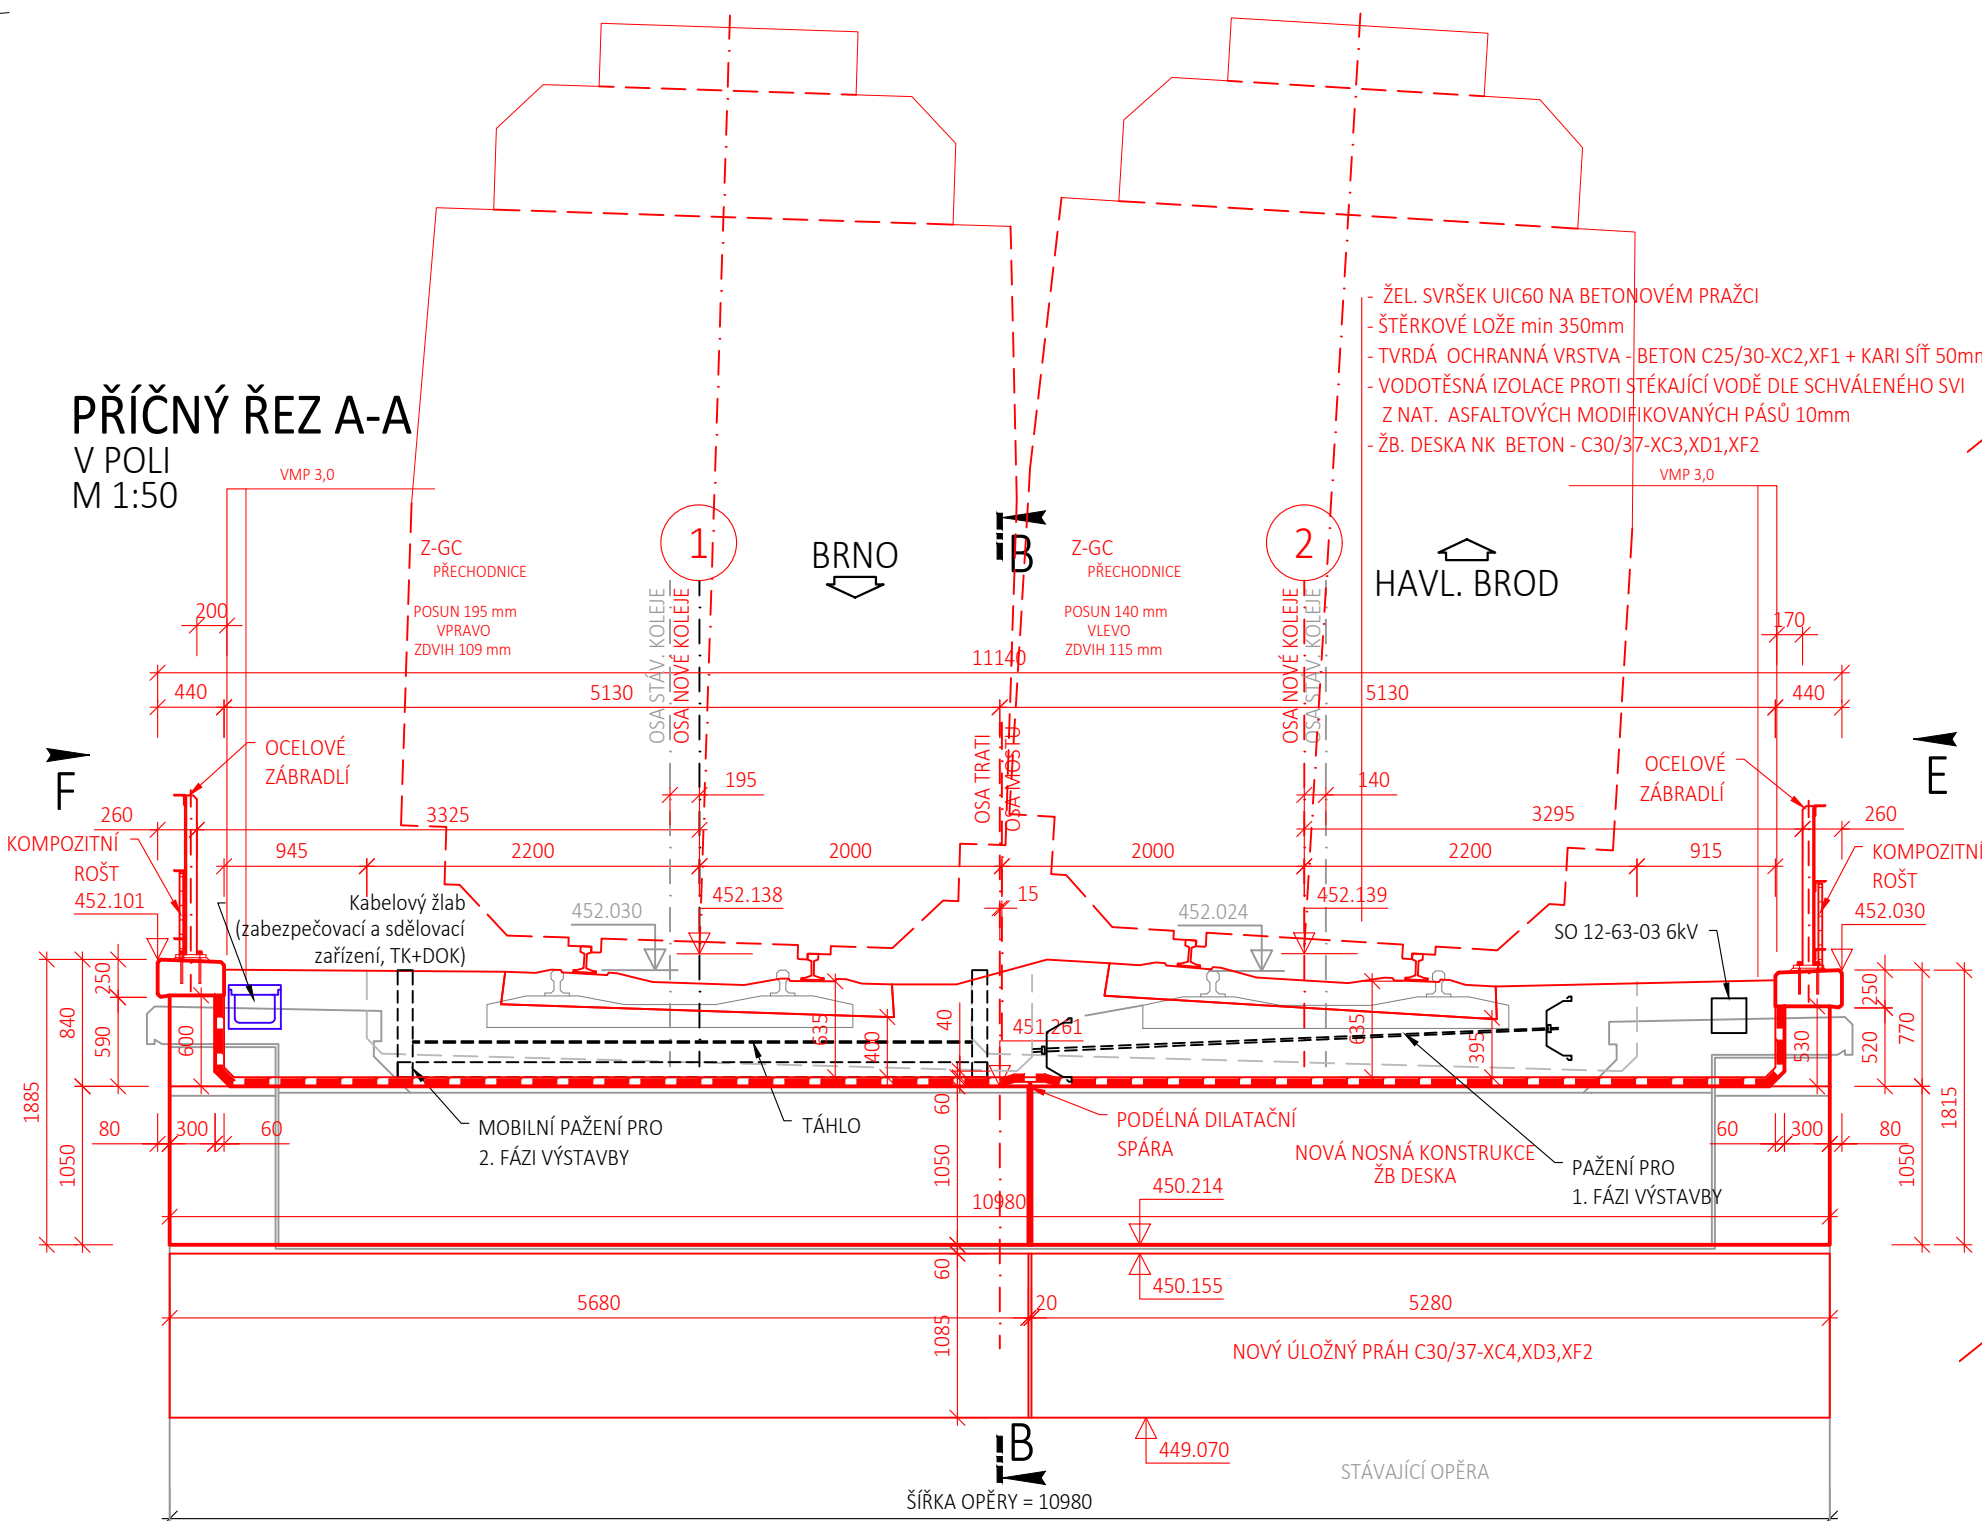 - ŽEL. SVRŠEK UIC60 NA BETONOVÉM PRAŽCI
- ŠTĚRKOVÉ LOŽE min 350mm
- TVRDÁ OCHRANNÁ VRSTVA - BETON C25/30-XC2,XF1 + KARI SÍŤ 50mm
- VODOTĚSNÁ IZOLACE PROTI STÉKAJÍCÍ VODĚ DLE SCHVÁLENÉHO SVI
Z NAT. ASFALTOVÝCH MODIFIKOVANÝCH PÁSŮ 10mm
- ŽB. DESKA NK BETON - C30/37-XC3,XD1,XF2
PŘÍČNÝ ŘEZ A-A
V POLI
M 1:50
VMP 3,0
VMP 3,0
1
2
B
BRNO
HAVL. BROD
Z-GC
PŘECHODNICE
POSUN 195 mm
VPRAVO
ZDVIH 109 mm
Z-GC
PŘECHODNICE
POSUN 140 mm
VLEVO
ZDVIH 115 mm
OSA STÁV. KOLEJE
OSA NOVÉ KOLEJE
OSA NOVÉ KOLEJE
OSA STÁV. KOLEJE
200
170
11140
440
5130
5130
440
F
E
OCELOVÉ
ZÁBRADLÍ
OSA TRATI
OSA MOSTU
OCELOVÉ
ZÁBRADLÍ
195
140
260
3325
3295
260
KOMPOZITNÍ
ROŠT
945
2200
2000
2000
2200
915
KOMPOZITNÍ
ROŠT
452.101
Kabelový žlab
(zabezpečovací a sdělovací
zařízení, TK+DOK)
452.030
452.138
15
452.024
452.139
SO 12-63-03 6kV
452.030
250
840
590
600
1885
1050
635
400
40
451.261
635
395
530
250
520
770
1815
1050
80
300
60
MOBILNÍ PAŽENÍ PRO
2. FÁZI VÝSTAVBY
TÁHLO
60
1050
PODÉLNÁ DILATAČNÍ
SPÁRA
NOVÁ NOSNÁ KONSTRUKCE
ŽB DESKA
PAŽENÍ PRO
1. FÁZI VÝSTAVBY
60
300
80
10980
450.214
60
450.155
5680
20
5280
1085
NOVÝ ÚLOŽNÝ PRÁH C30/37-XC4,XD3,XF2
B
449.070
STÁVAJÍCÍ OPĚRA
ŠÍŘKA OPĚRY = 10980